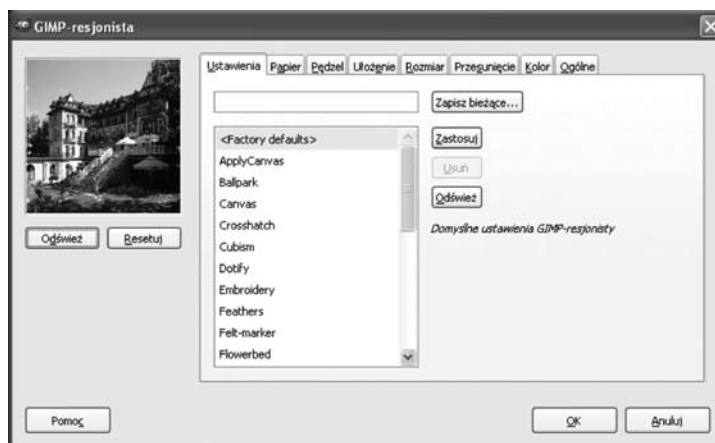 GIMP-resjonista
Ustawienia Papier Pędzel Ułożenie Rozmiar Przesunięcie Kolor Ogólne
Zapisz bieżące...
<Factory defaults>
ApplyCanvas
Ballpark
Canvas
Crosshatch
Cubism
Dotify
Embroidery
Feathers
Felt-marker
Flowerbed
Zastosuj
Usuń
Odśwież
Domyślne ustawienia GIMP-resjonisty
Odśwież Resetuj
Pomoc OK Anuluj